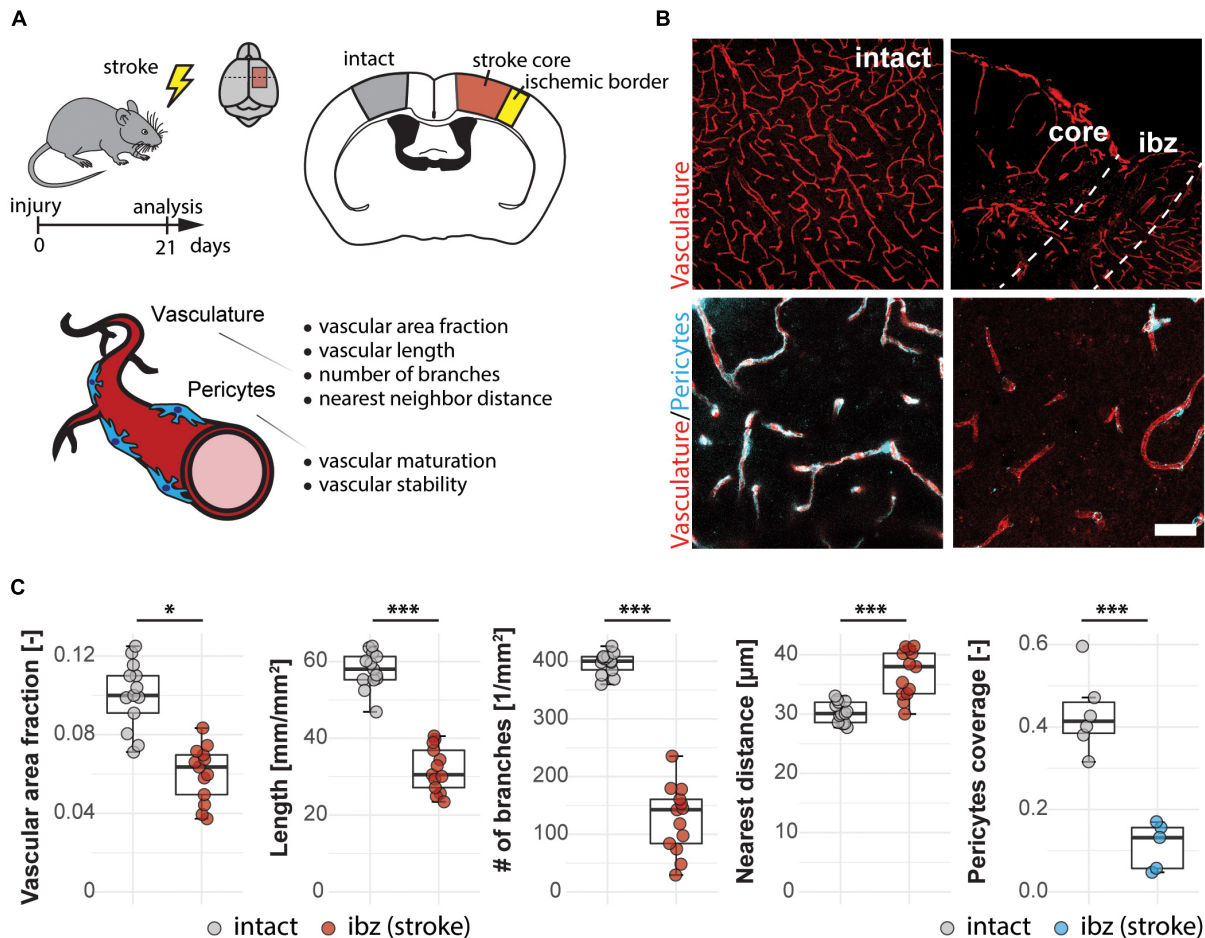 A
stroke
injury
analysis
0
21
days
intact
stroke core
ischemic border
Vasculature
• vascular area fraction
• vascular length
• number of branches
• nearest neighbor distance
Pericytes
• vascular maturation
• vascular stability
B
Vasculature
intact
core
ibz
Vasculature/Pericytes
C
Vascular area fraction [-]
*
0.12
0.08
0.04
0
Length [mm/mm²]
***
60
40
20
0
# of branches [1/mm²]
***
400
300
200
100
0
Nearest distance [µm]
***
40
30
20
10
0
Pericytes coverage [-]
***
0.6
0.4
0.2
0.0
intact
ibz (stroke)
intact
ibz (stroke)